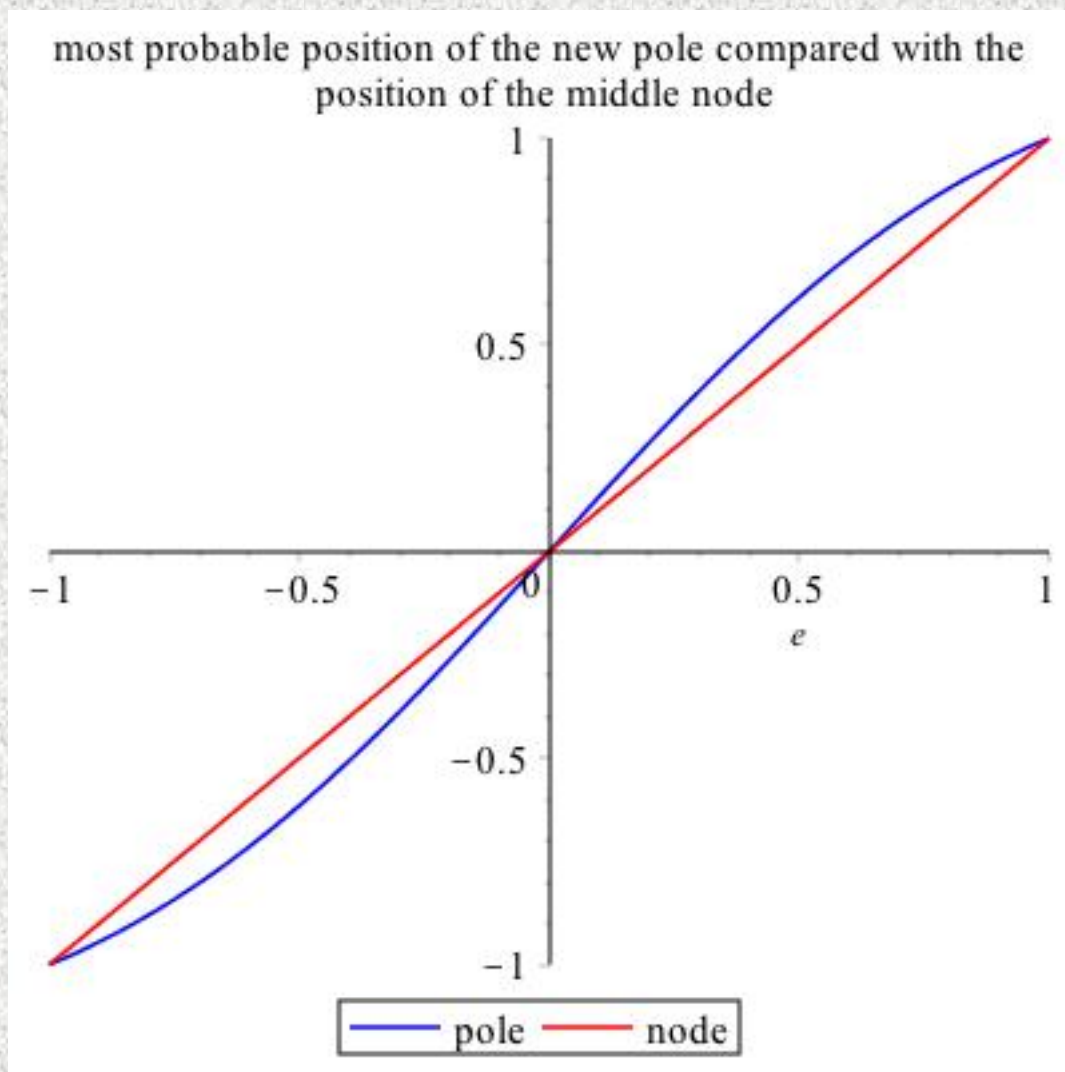 most probable position of the new pole compared with the
position of the middle node
1
0.5
−1
−0.5
0
0.5
1
e
−0.5
−1
pole
node